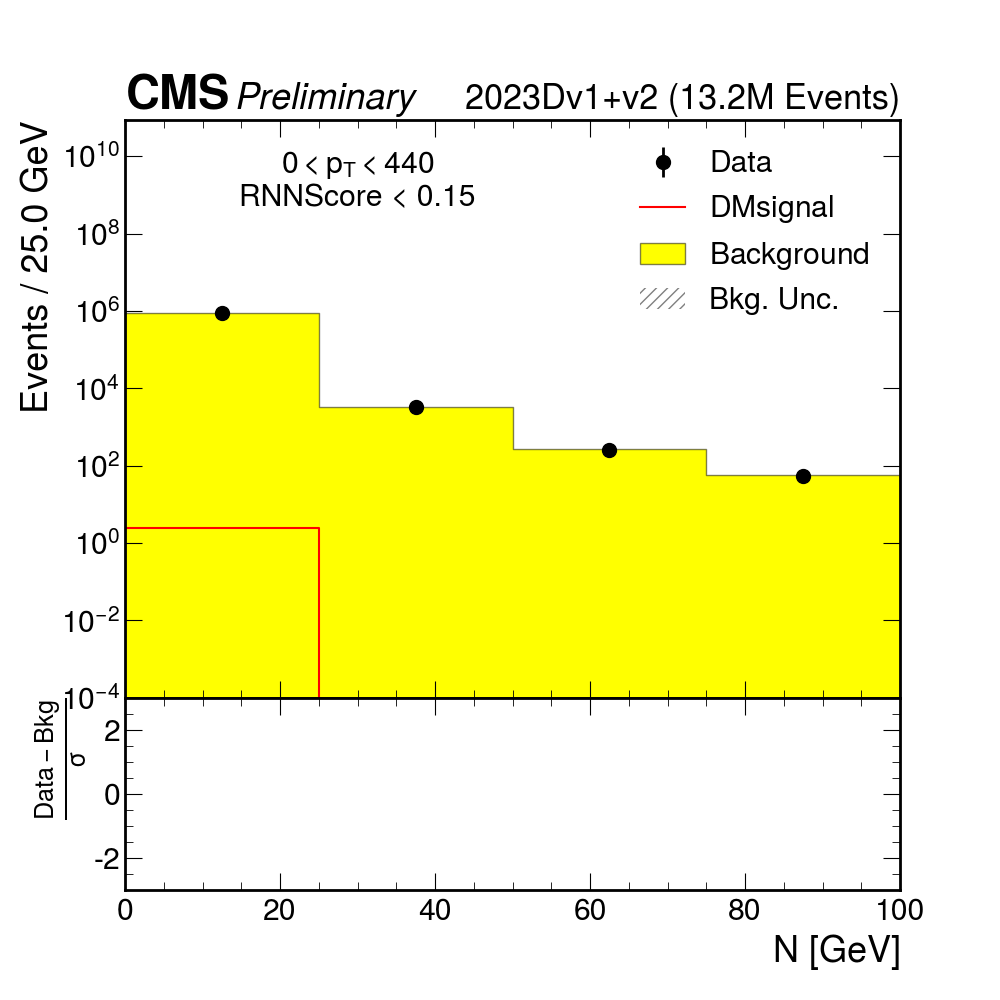 CMS Preliminary 2023Dv1+v2 (13.2M Events)
Events / 25.0 GeV
0 < p_T < 440
RNNScore < 0.15
Data
DMsignal
Background
Bkg. Unc.
10^10
10^8
10^6
10^4
10^2
10^0
10^−2
10^−4
Data − Bkg
σ
2
0
-2
0 20 40 60 80 100
N [GeV]